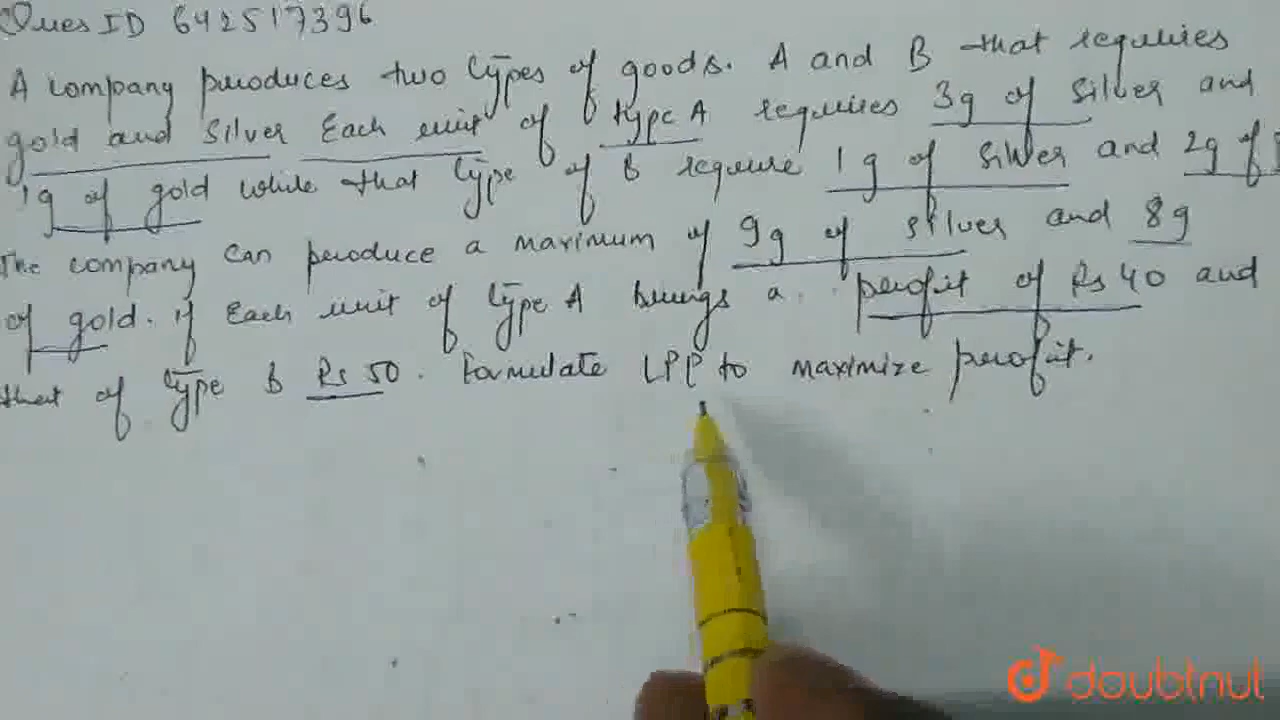 Ques ID 642517396
A company produces two types of goods. A and B that requires
gold and silver Each unit of type A requires 3g of silver and
1g of gold while that type of B require 1g of silver and 2g of
The company can produce a maximum of 9g of silver and 8g
of gold. if Each unit of type A brings a profit of Rs 40 and
that of type B Rs 50. Formulate LPP to maximize profit.
doubtnut